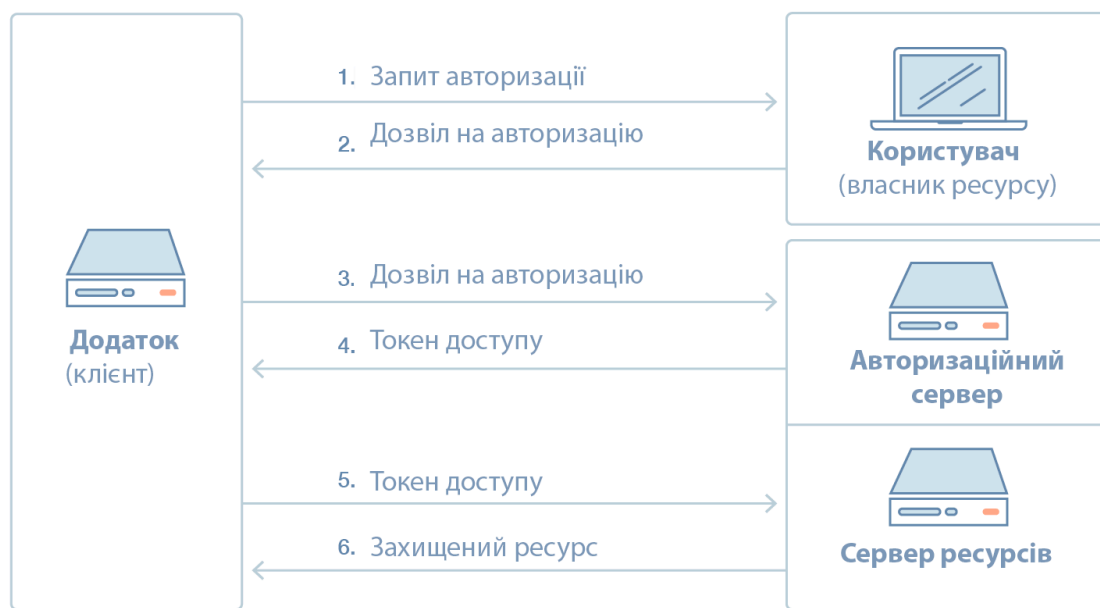 1. Запит авторизації
2. Дозвіл на авторизацію
Користувач
(власник ресурсу)
3. Дозвіл на авторизацію
4. Токен доступу
Додаток
(клієнт)
Авторизаційний
сервер
5. Токен доступу
6. Захищений ресурс
Сервер ресурсів